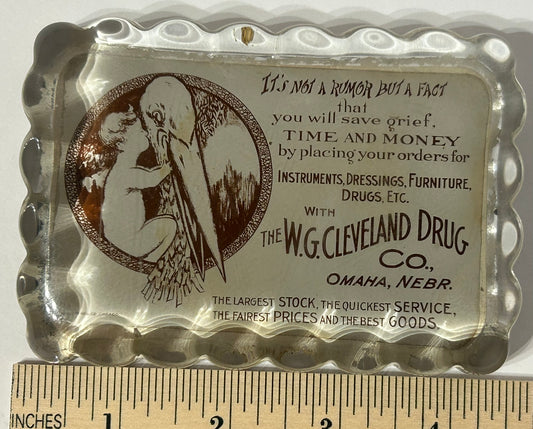 IT'S NOT A RUMOR BUT A FACT
that
you will save grief,
TIME AND MONEY
by placing your orders for
INSTRUMENTS, DRESSINGS, FURNITURE,
DRUGS, ETC.
WITH
THE W.G. CLEVELAND DRUG
CO.,
OMAHA, NEBR.
THE LARGEST STOCK, THE QUICKEST SERVICE,
THE FAIREST PRICES AND THE BEST GOODS.
INCHES 1 2 3 4